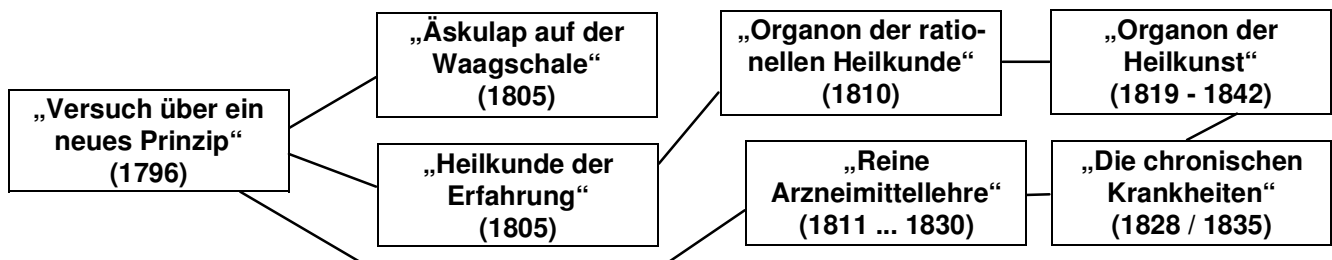 „Versuch über ein
neues Prinzip“
(1796)
„Äskulap auf der
Waagschale“
(1805)
„Heilkunde der
Erfahrung“
(1805)
„Organon der ratio-
nellen Heilkunde“
(1810)
„Organon der
Heilkunst“
(1819 - 1842)
„Reine
Arzneimittellehre“
(1811 ... 1830)
„Die chronischen
Krankheiten“
(1828 / 1835)